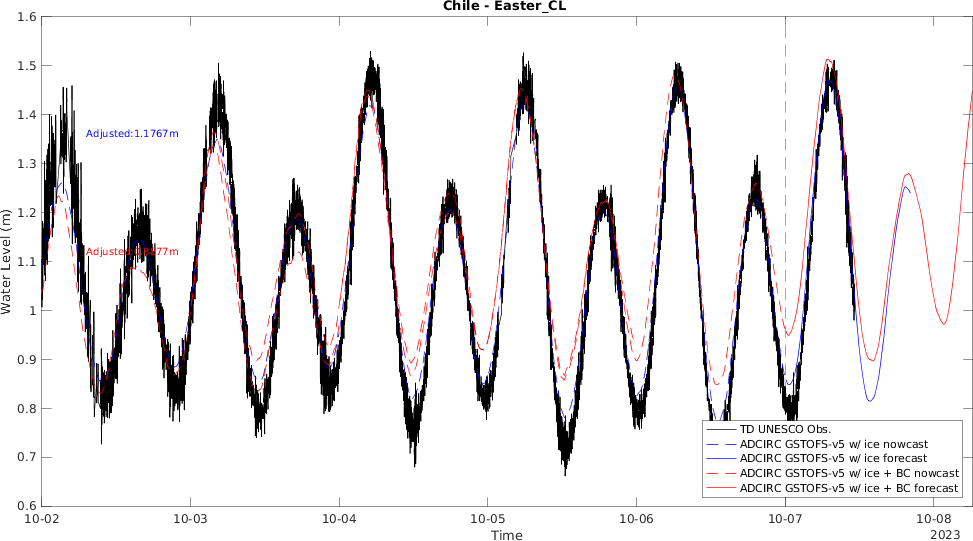 Chile - Easter_CL
1.6
1.5
1.4
1.3
1.2
1.1
1
0.9
0.8
0.7
0.6
Water Level (m)
Adjusted:1.1767m
TD UNESCO Obs.
ADCIRC GSTOFS-v5 w/ ice nowcast
ADCIRC GSTOFS-v5 w/ ice forecast
ADCIRC GSTOFS-v5 w/ ice + BC nowcast
ADCIRC GSTOFS-v5 w/ ice + BC forecast
10-02 10-03 10-04 10-05 10-06 10-07 10-08
Time
2023